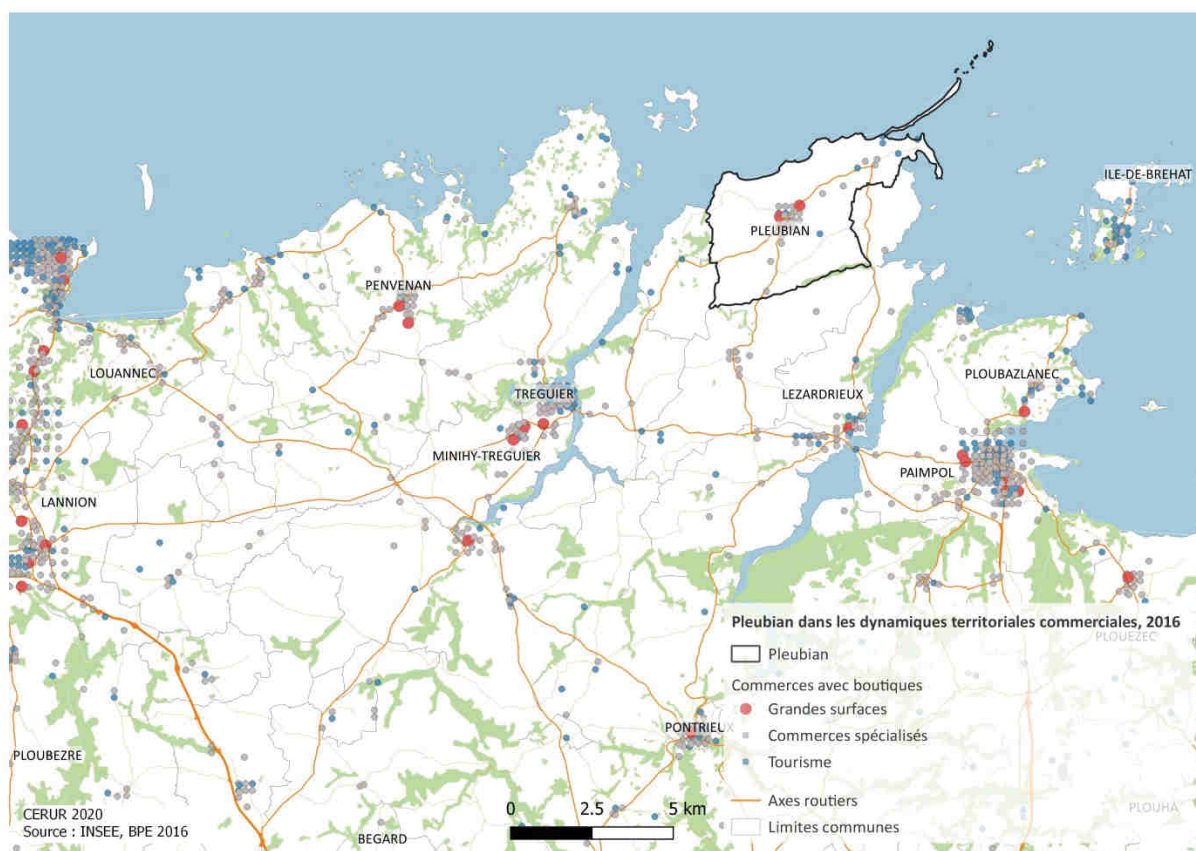 ILE-DE-BREHAT
PLEUBIAN
PENVENAN
LOUANNEC
PLOUBAZLANEC
TREGUIER
LEZARDRIEUX
MINIHY-TREGUIER
PAIMPOL
LANNION
Pleubian dans les dynamiques territoriales commerciales, 2016
PLOUEZEC
Pleubian
Commerces avec boutiques
Grandes surfaces
PONTRIEUX
Commerces spécialisés
PLOUBEZRE
Tourisme
Axes routiers
PLOUHA
0 2.5 5 km
CERUR 2020
Source : INSEE, BPE 2016
Limites communes
BEGARD